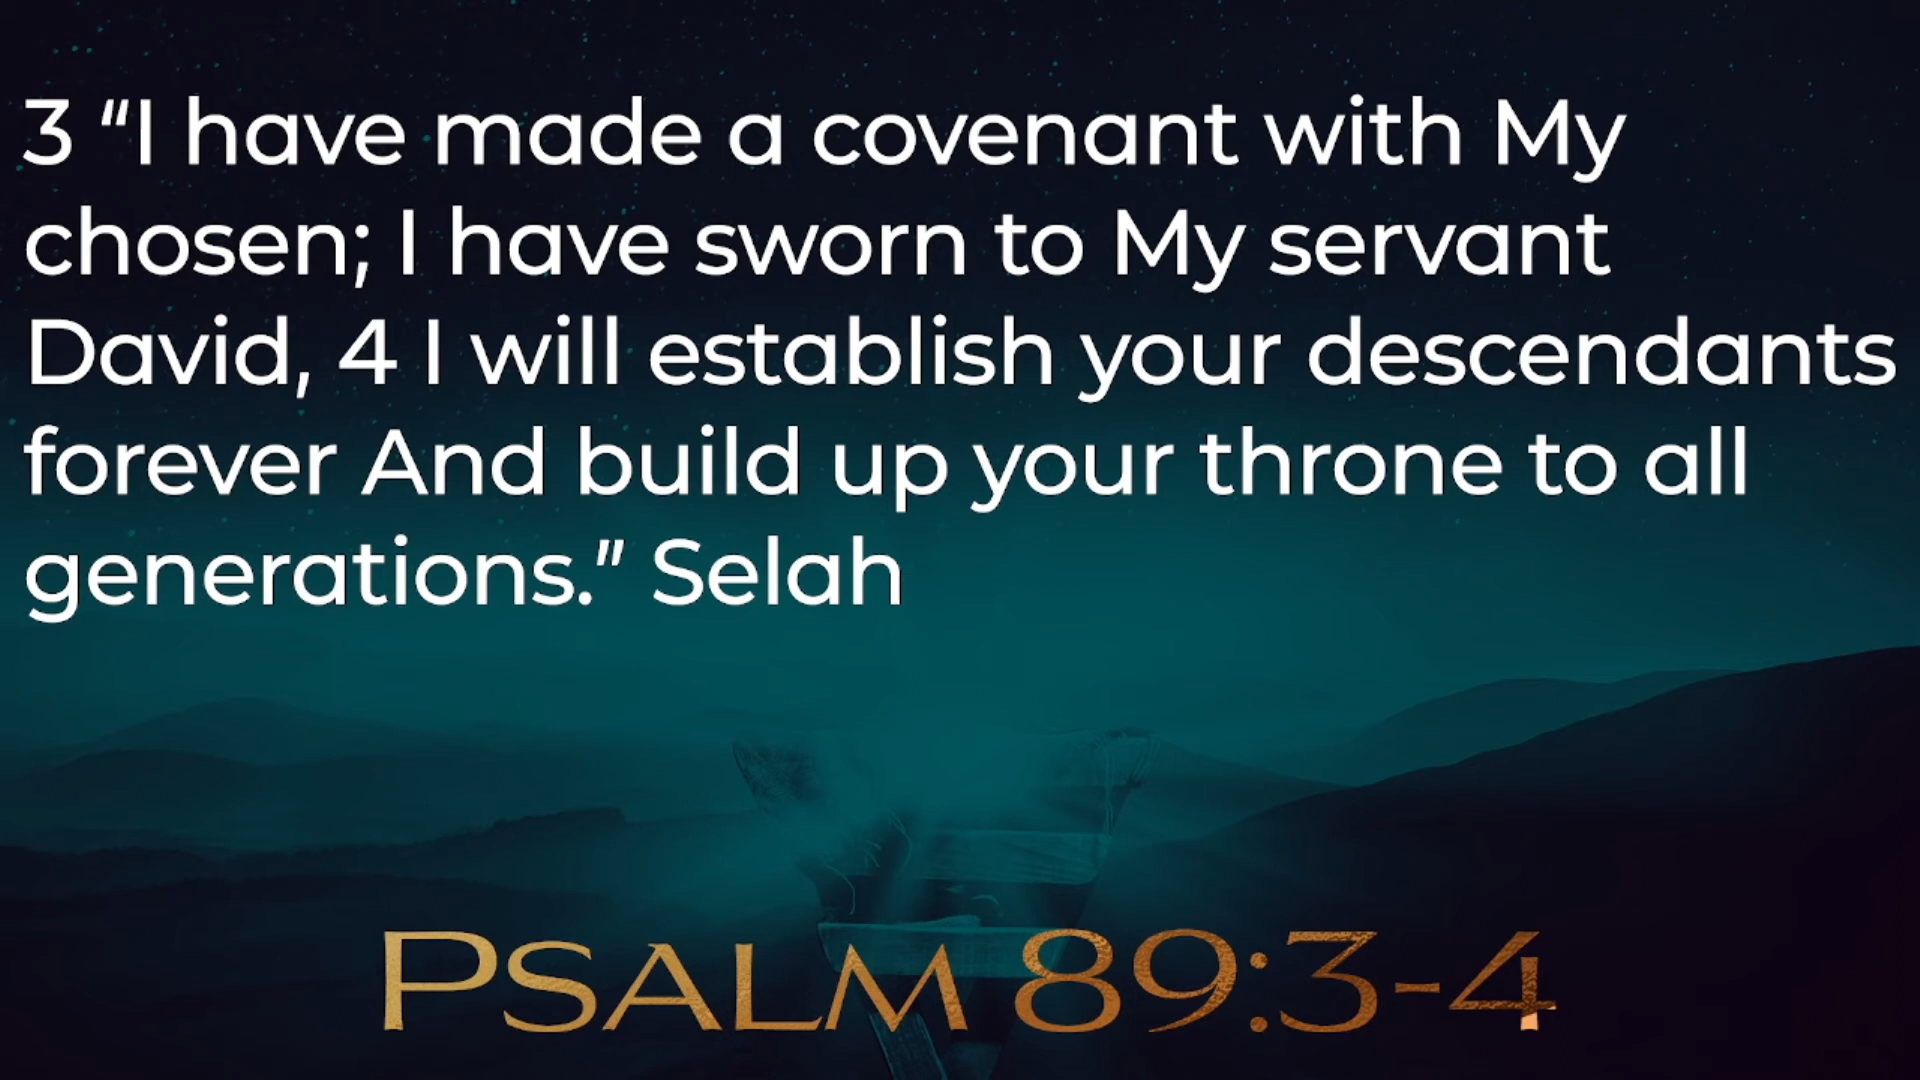 3 “I have made a covenant with My
chosen; I have sworn to My servant
David, 4 I will establish your descendants
forever And build up your throne to all
generations.” Selah
PSALM 89:3-4